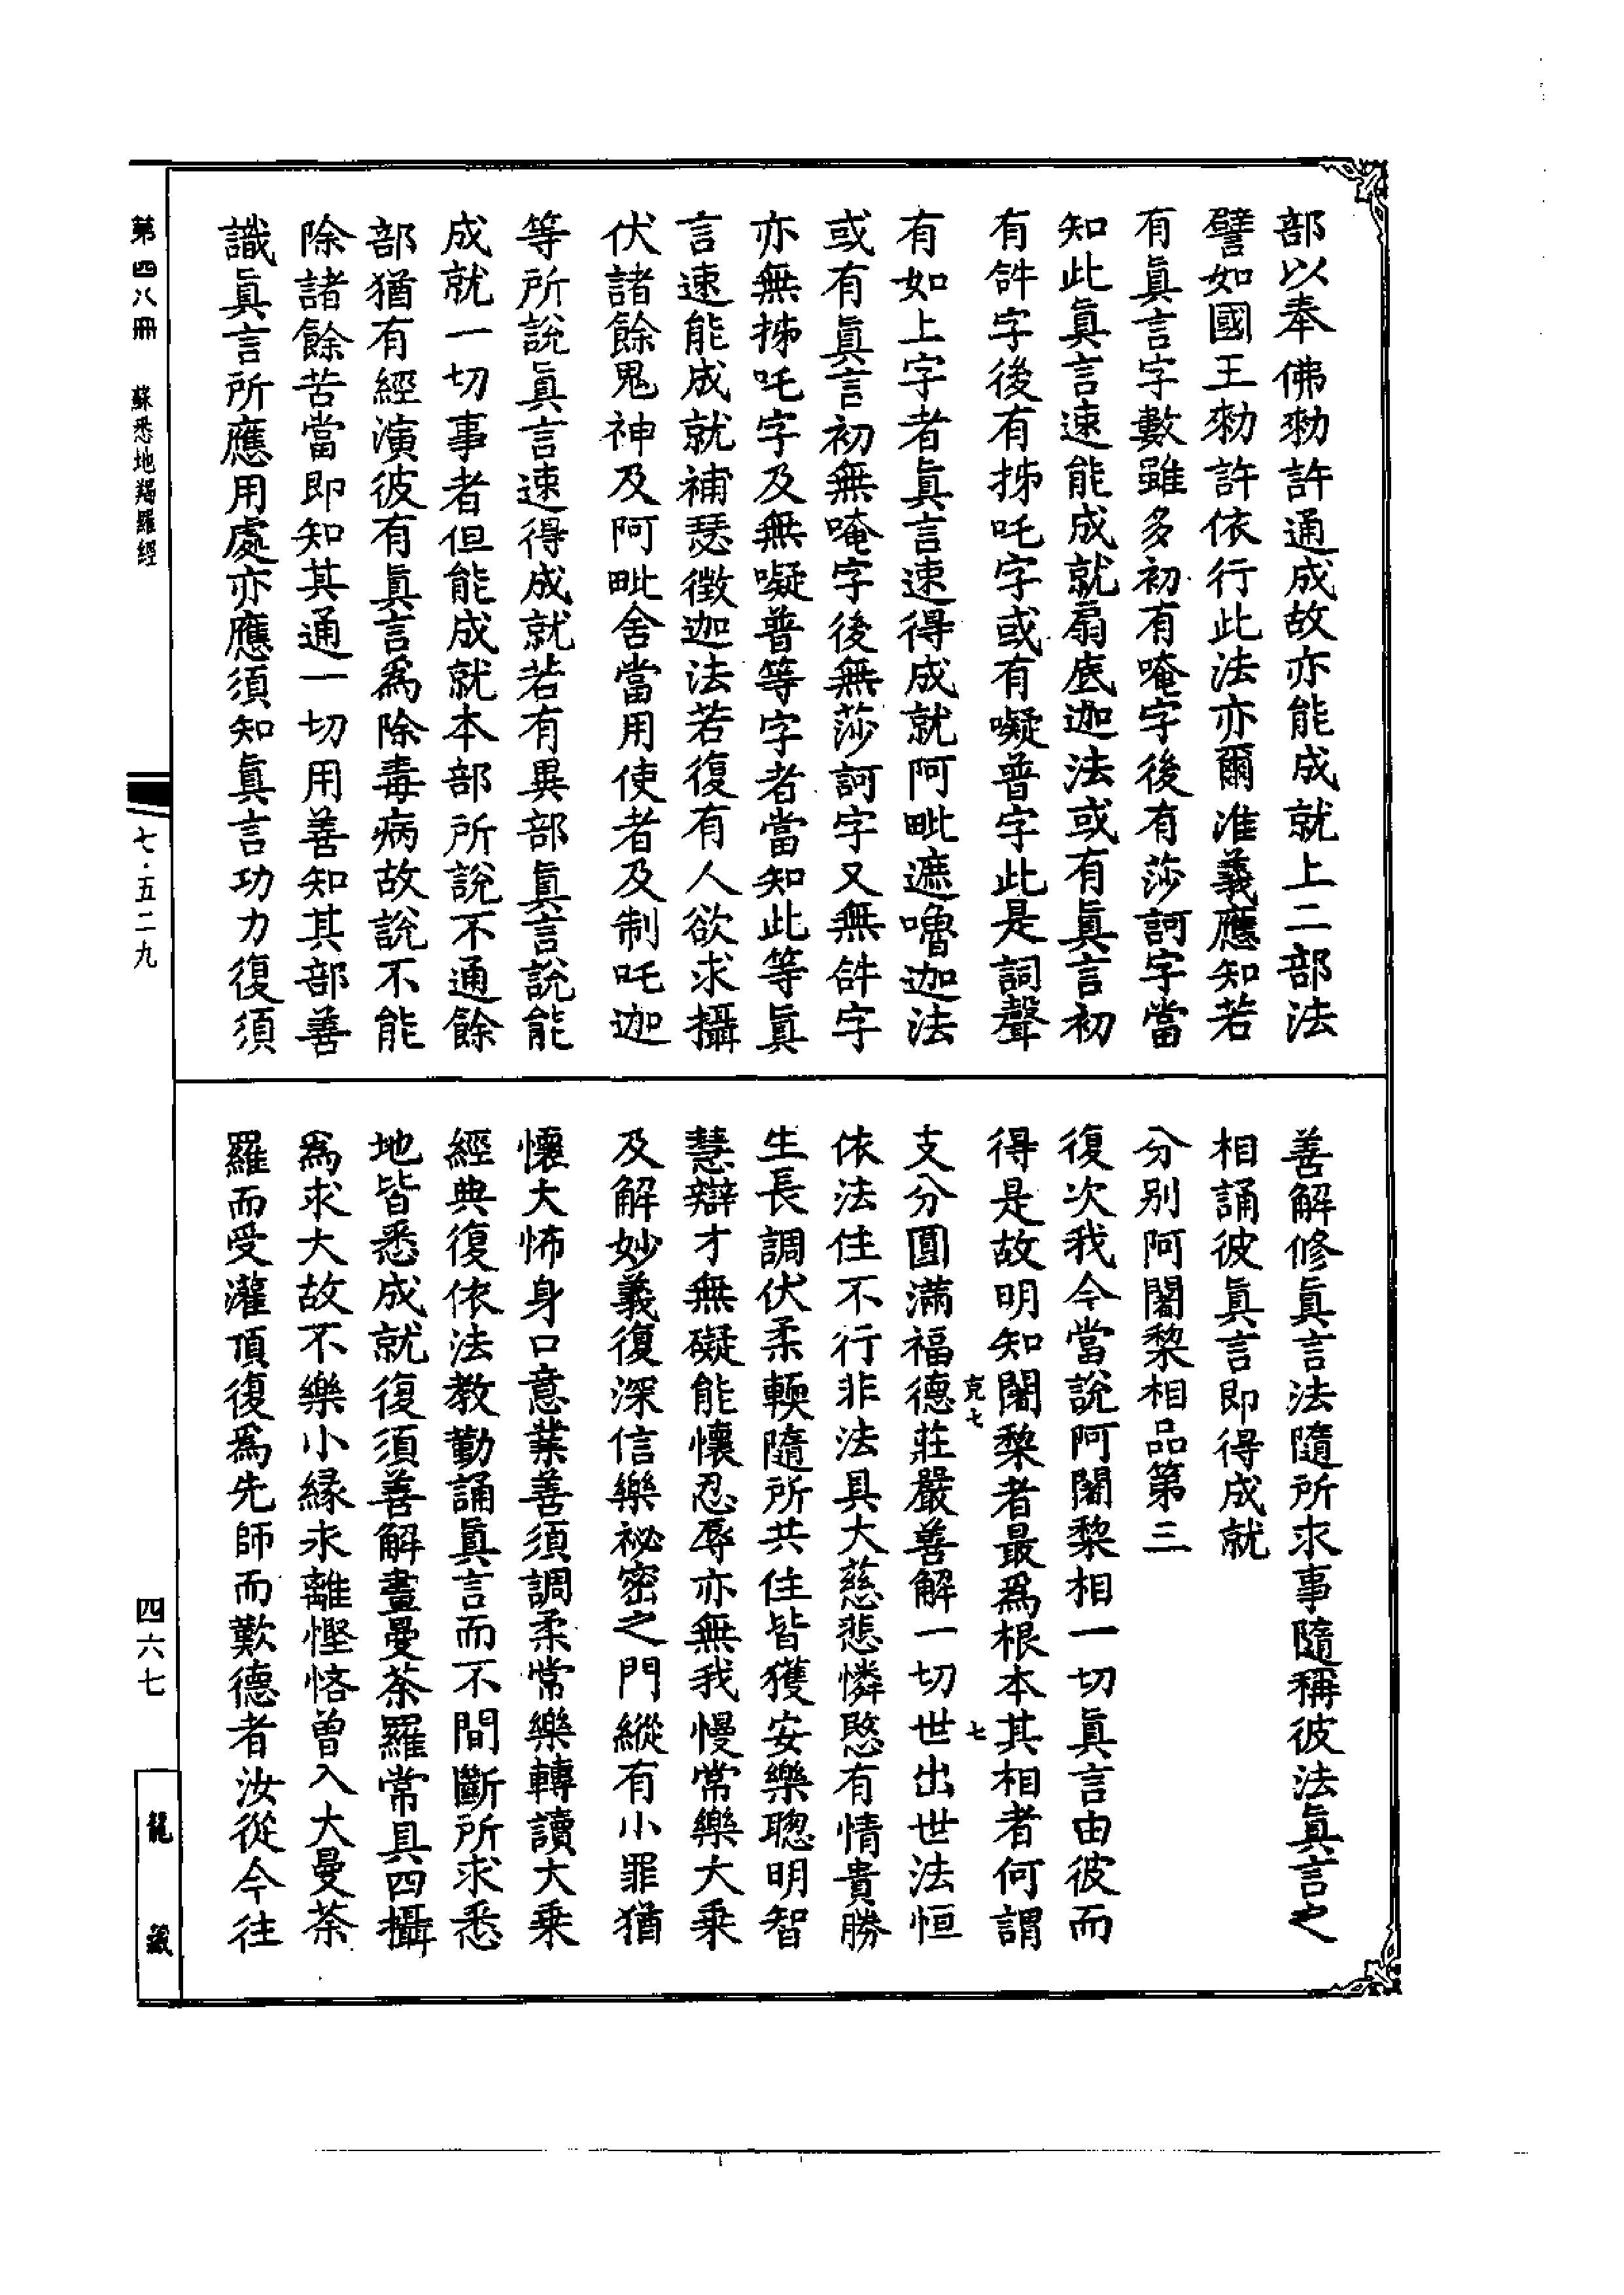 部以奉佛勑許通成故亦能成就上二部法
譬如國王勑許依行此法亦爾准義應知若
有眞言字數雖多初有唵字後有莎訶字當
知此眞言速能成就扇底迦法或有眞言初
有𤙖字後有㧊吒字或有嚩普字此是訶聲
有如上字者眞言速得成就阿毗遮嚕迦法
或有眞言初無唵字後無莎訶字又無𤙖字
亦無㧊吒字及無嚩普等字者當知此等眞
言速能成就補瑟徵迦法若復有人欲求攝
伏諸餘鬼神及阿毗舍當用使者及制吒迦
等所說眞言速得成就若有異部眞言說能
成就一切事者但能成就本部所說不通餘
部猶有經演彼有眞言爲除毒病故說不能
除諸餘苦當即知其通一切用善知其部善
識眞言所應用處亦應須知眞言功力復須
善解修眞言法隨所求事隨稱彼法眞言之
相誦彼眞言即得成就
分別阿闍黎相品第三
復次我今當說阿闍黎相一切眞言由彼而
得是故明知闍黎者最爲根本其相者何謂
克七
七
支分圓滿福德莊嚴善解一切世出世法恒
依法住不行非法具大慈悲憐愍有情貴勝
生長調伏柔輭隨所共住皆獲安樂聰明智
慧辯才無礙能懷忍辱亦無我慢常樂大乘
及解妙義復深信樂祕密之門縱有小罪猶
懷大怖身口意業善須調柔常樂轉讀大乘
經典復依法教勤誦眞言而不間斷所求悉
地皆悉成就復須善解畫曼荼羅常具四攝
爲求大故不樂小緣永離慳悋曾入大曼荼
羅而受灌頂復爲先師而歎德者汝從今往
第四八冊 蘇悉地羯羅經
七·五二九
四六七
龍藏